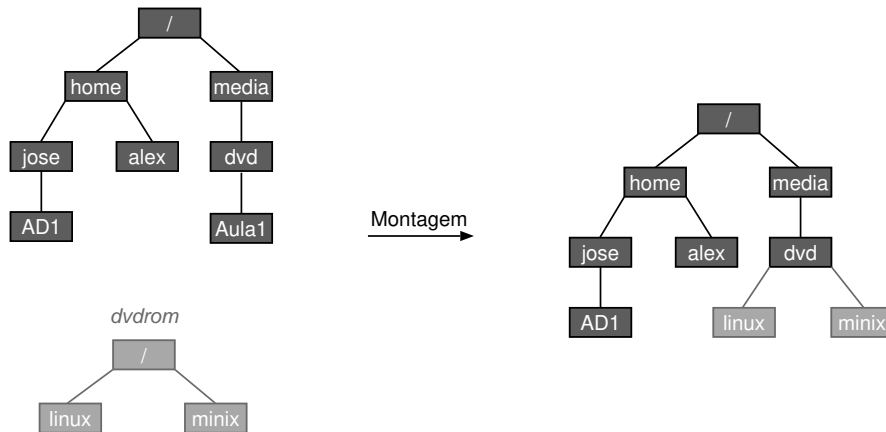 /
home
media
jose
alex
dvd
AD1
Aula1
dvdrom
/
linux
minix
Montagem
/
home
media
jose
alex
dvd
AD1
linux
minix